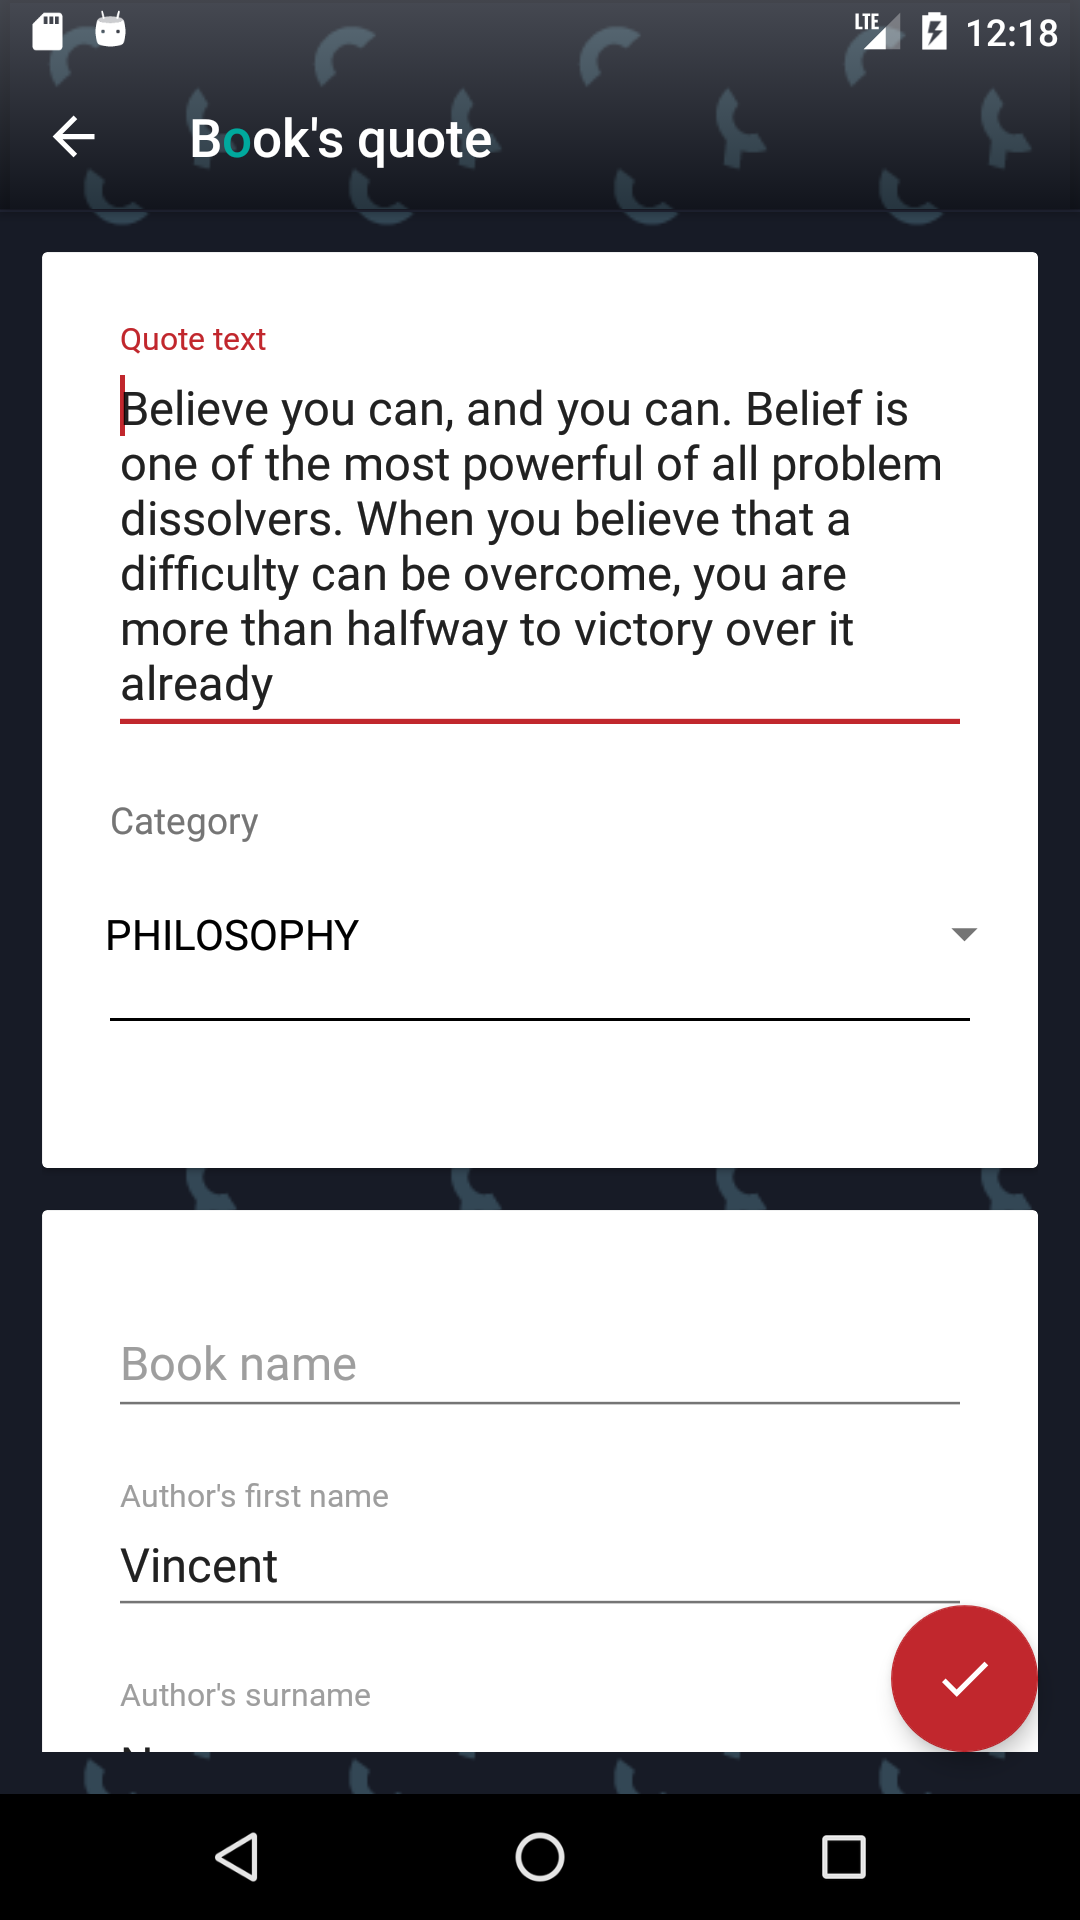 LTE 12:18
Book's quote
Quote text
Believe you can, and you can. Belief is
one of the most powerful of all problem
dissolvers. When you believe that a
difficulty can be overcome, you are
more than halfway to victory over it
already
Category
PHILOSOPHY
Book name
Author's first name
Vincent
Author's surname